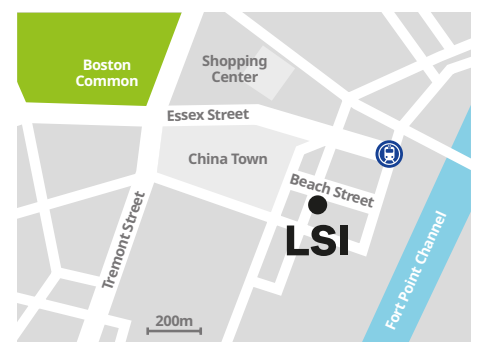 Boston
Common
Shopping
Center
Essex Street
China Town
Beach Street
LSI
Tremont Street
Fort Point Channel
200m